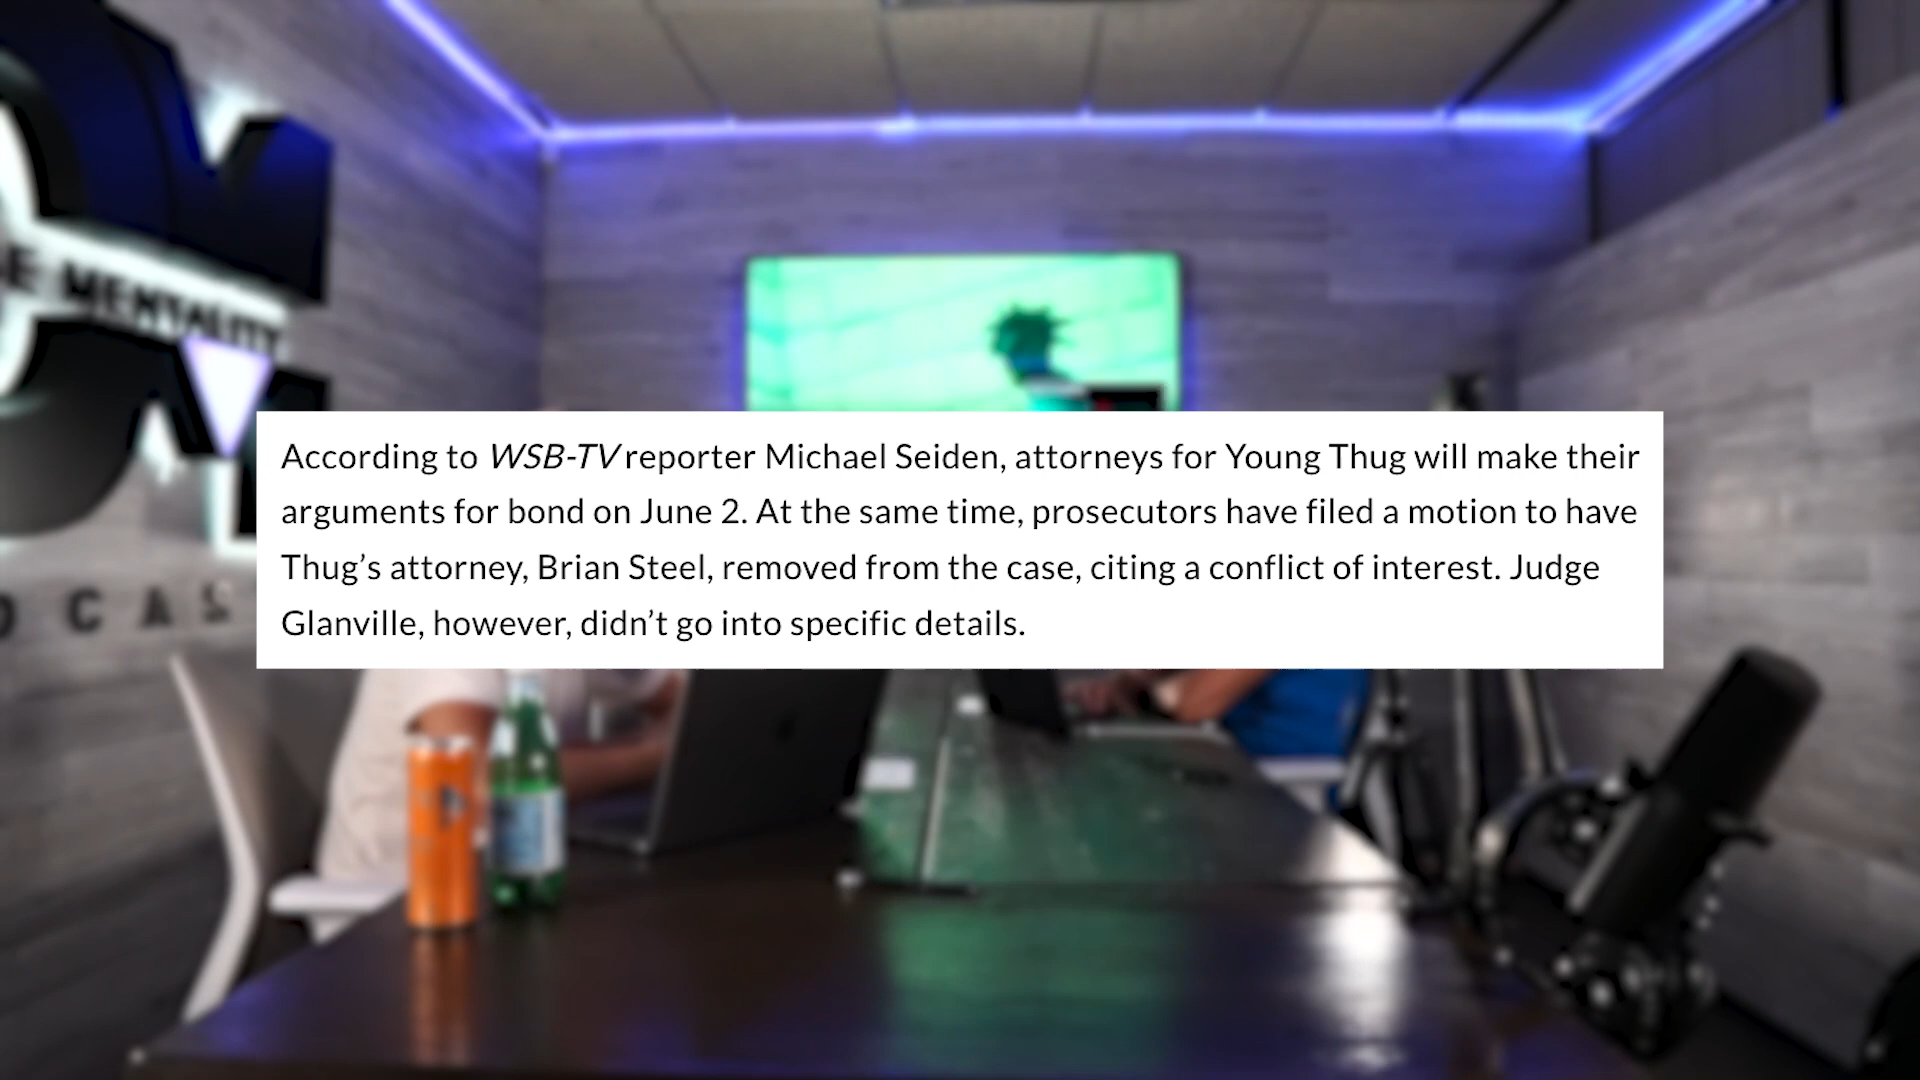 E MENTALITY
According to WSB-TV reporter Michael Seiden, attorneys for Young Thug will make their
arguments for bond on June 2. At the same time, prosecutors have filed a motion to have
Thug’s attorney, Brian Steel, removed from the case, citing a conflict of interest. Judge
Glanville, however, didn’t go into specific details.
O C A S